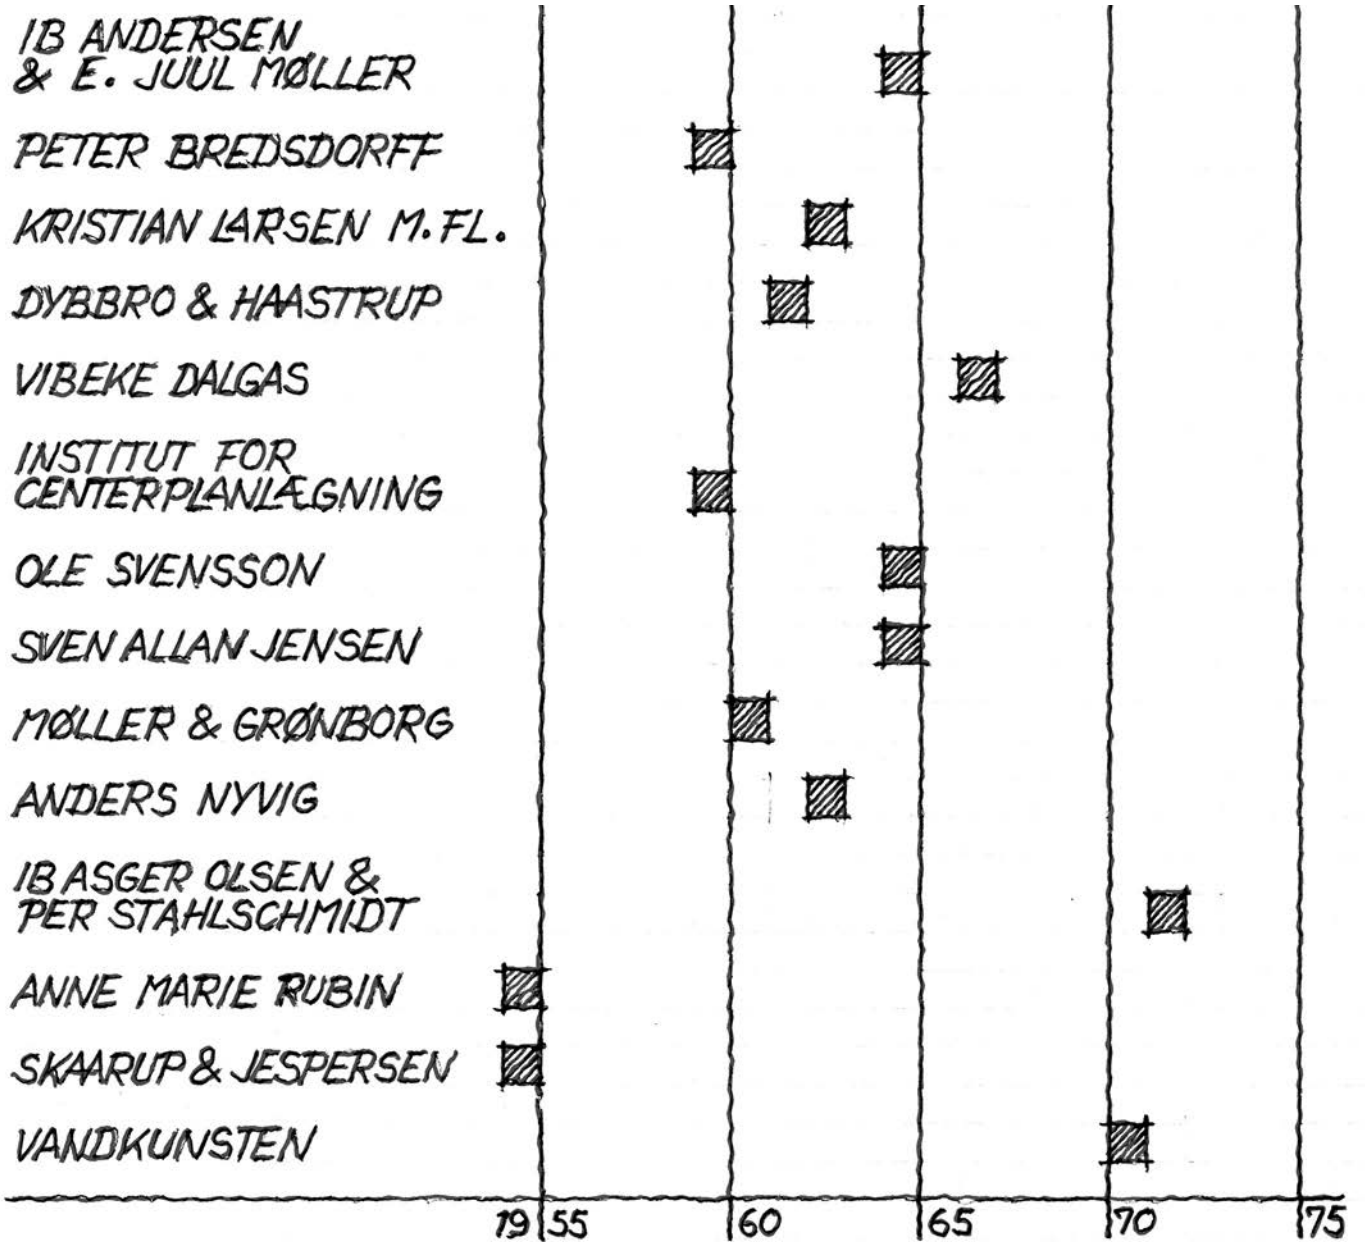 IB ANDERSEN
& E. JUUL MØLLER
PETER BREDSDORFF
KRISTIAN LARSEN M.FL.
DYBBRO & HAASTRUP
VIBEKE DALGAS
INSTITUT FOR
CENTERPLANLÆGNING
OLE SVENSSON
SVEN ALLAN JENSEN
MØLLER & GRØNBORG
ANDERS NYVIG
IB ASGER OLSEN &
PER STAHLSCHMIDT
ANNE MARIE RUBIN
SKAARUP & JESPERSEN
VANDKUNSTEN
19 55 60 65 70 75